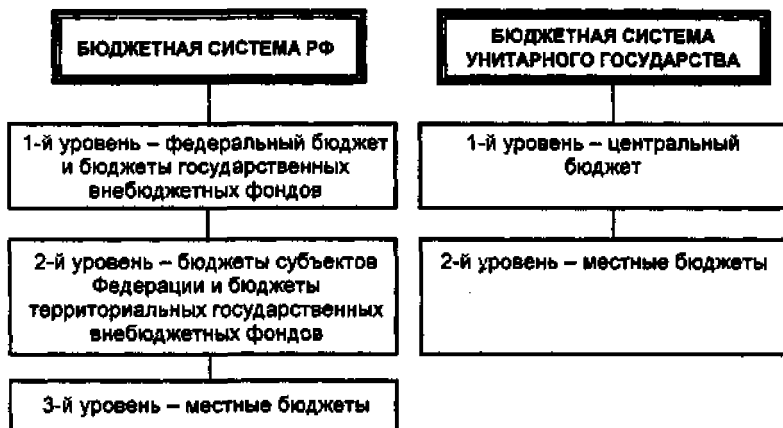 БЮДЖЕТНАЯ СИСТЕМА РФ
1-й уровень – федеральный бюджет
и бюджеты государственных
внебюджетных фондов
2-й уровень – бюджеты субъектов
Федерации и бюджеты
территориальных государственных
внебюджетных фондов
3-й уровень – местные бюджеты
БЮДЖЕТНАЯ СИСТЕМА
УНИТАРНОГО ГОСУДАРСТВА
1-й уровень – центральный
бюджет
2-й уровень – местные бюджеты